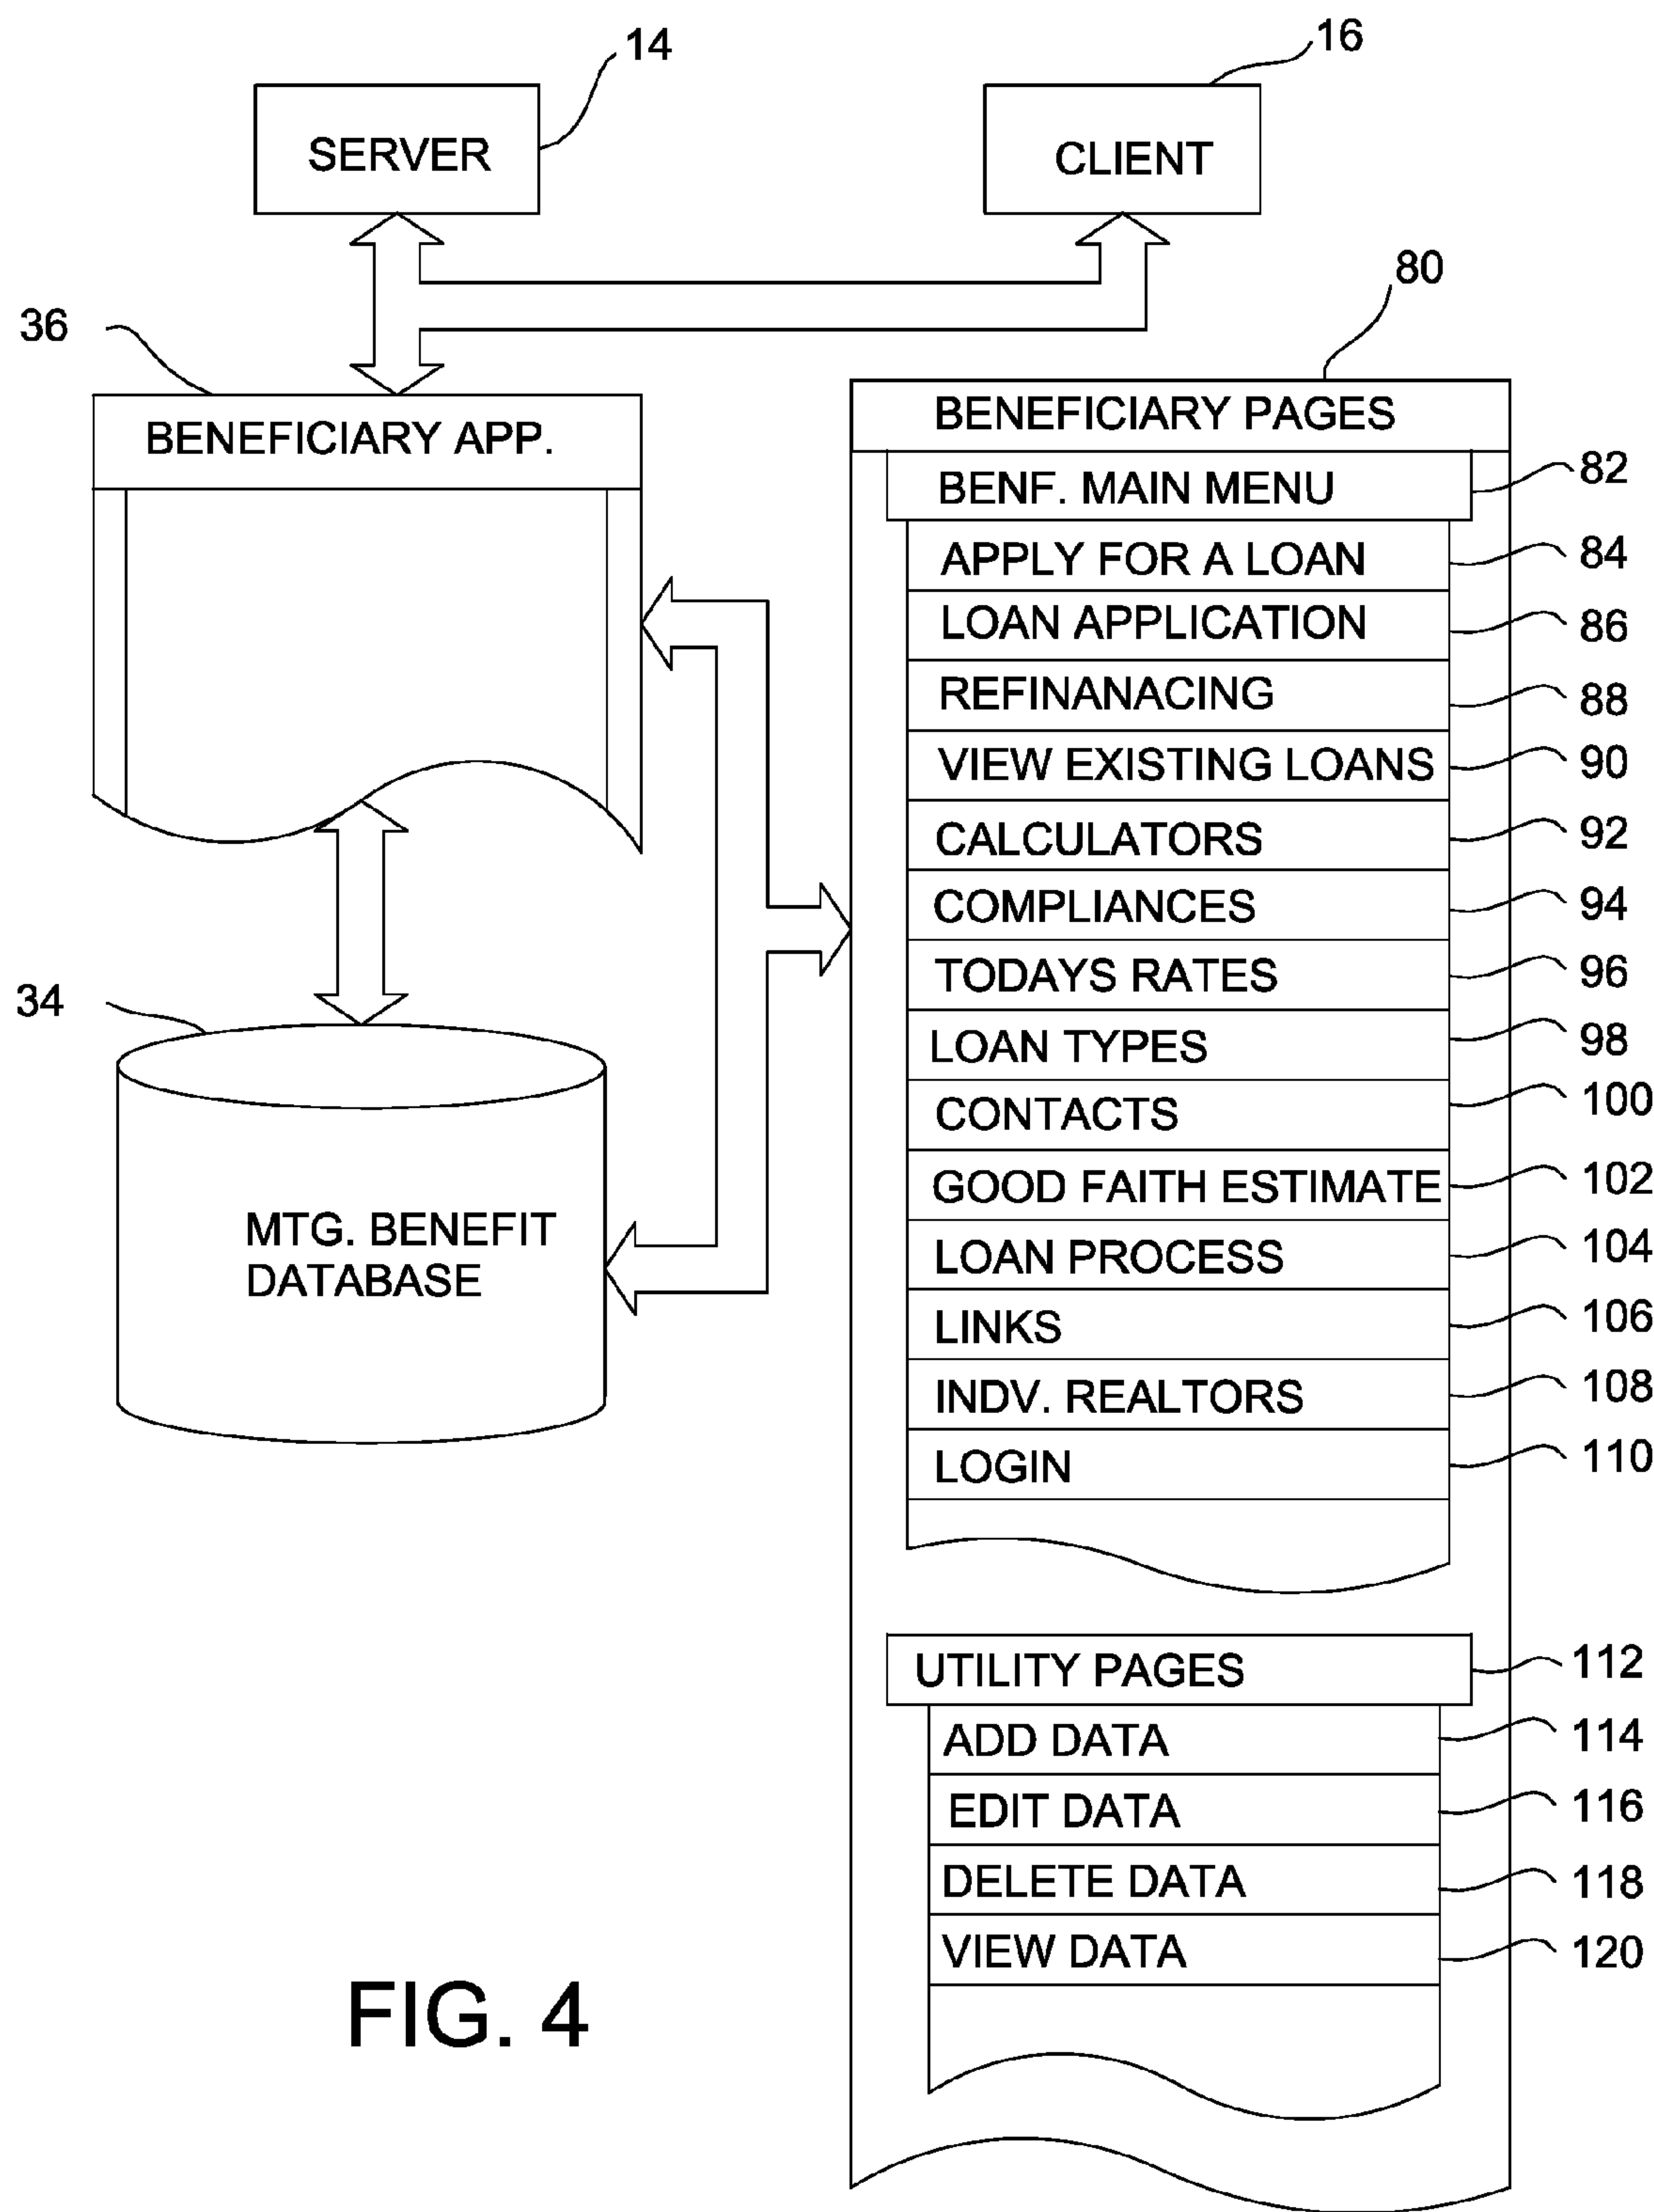 14
16
SERVER
CLIENT
80
36
BENEFICIARY APP.
BENEFICIARY PAGES
BENF. MAIN MENU
82
APPLY FOR A LOAN
84
LOAN APPLICATION
86
REFINANACING
88
VIEW EXISTING LOANS
90
CALCULATORS
92
COMPLIANCES
94
TODAYS RATES
96
34
LOAN TYPES
98
CONTACTS
100
GOOD FAITH ESTIMATE
102
MTG. BENEFIT
DATABASE
LOAN PROCESS
104
LINKS
106
INDV. REALTORS
108
LOGIN
110
UTILITY PAGES
112
ADD DATA
114
EDIT DATA
116
DELETE DATA
118
VIEW DATA
120
FIG. 4